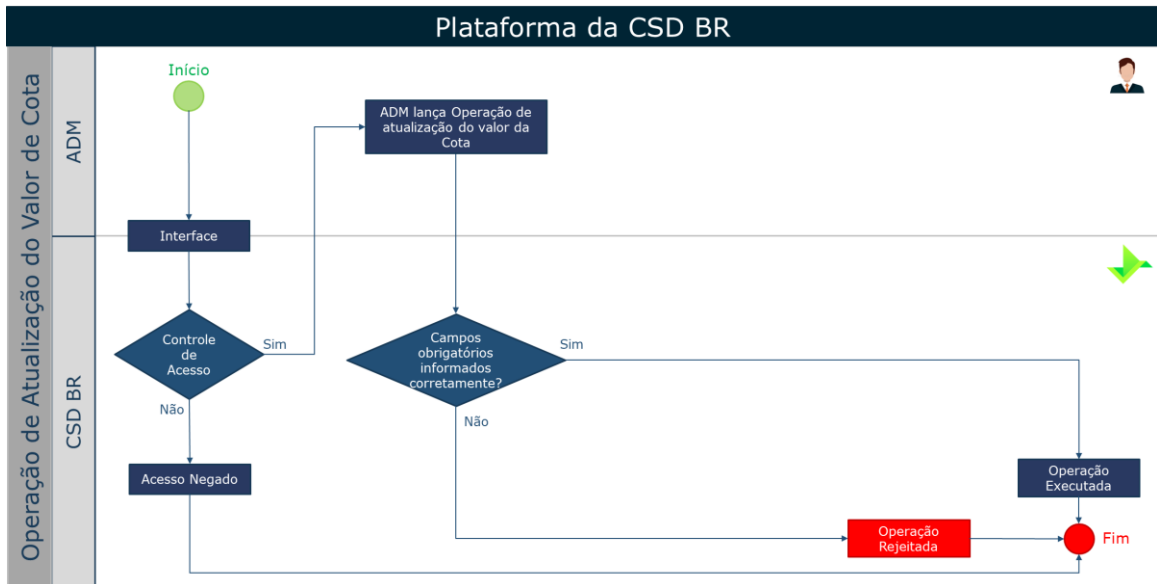 Plataforma da CSD BR
Operação de Atualização do Valor de Cota
ADM
CSD BR
Início
ADM lança Operação de
atualização do valor da
Cota
Interface
Controle
de
Acesso
Sim
Não
Campos
obrigatórios
informados
corretamente?
Sim
Não
Acesso Negado
Operação
Executada
Operação
Rejeitada
Fim